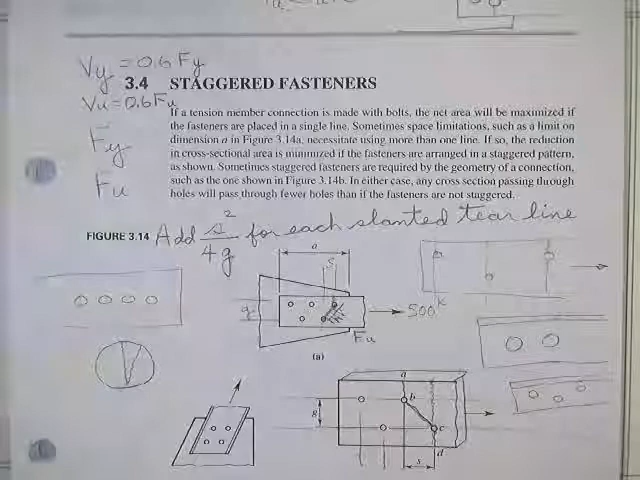 Vy = 0.6 Fy
3.4 STAGGERED FASTENERS
Vu = 0.6 Fu
If a tension member connection is made with bolts, the net area will be maximized if
the fasteners are placed in a single line. Sometimes space limitations, such as a limit on
dimension a in Figure 3.14a, necessitate using more than one line. If so, the reduction
in cross-sectional area is minimized if the fasteners are arranged in a staggered pattern,
as shown. Sometimes staggered fasteners are required by the geometry of a connection,
such as the one shown in Figure 3.14b. In either case, any cross section passing through
holes will pass through fewer holes than if the fasteners are not staggered.
Fy
Fu
FIGURE 3.14 Add s²/4g for each slanted tear line
a
s
g
500k
Fu
(a)
a
b
g
c
d
s